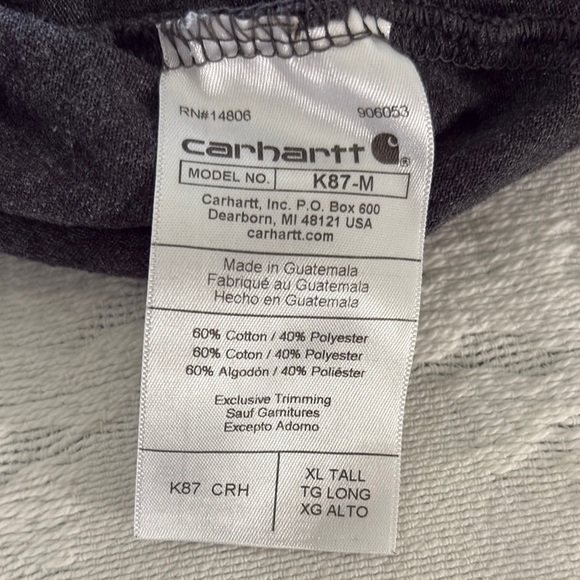 RN#14806 906053
carhartt
MODEL NO. K87-M
Carhartt, Inc. P.O. Box 600
Dearborn, MI 48121 USA
carhartt.com
Made in Guatemala
Fabriqué au Guatemala
Hecho en Guatemala
60% Cotton / 40% Polyester
60% Coton / 40% Polyester
60% Algodón / 40% Poliéster
Exclusive Trimming
Sauf Garnitures
Excepto Adorno
K87 CRH
XL TALL
TG LONG
XG ALTO